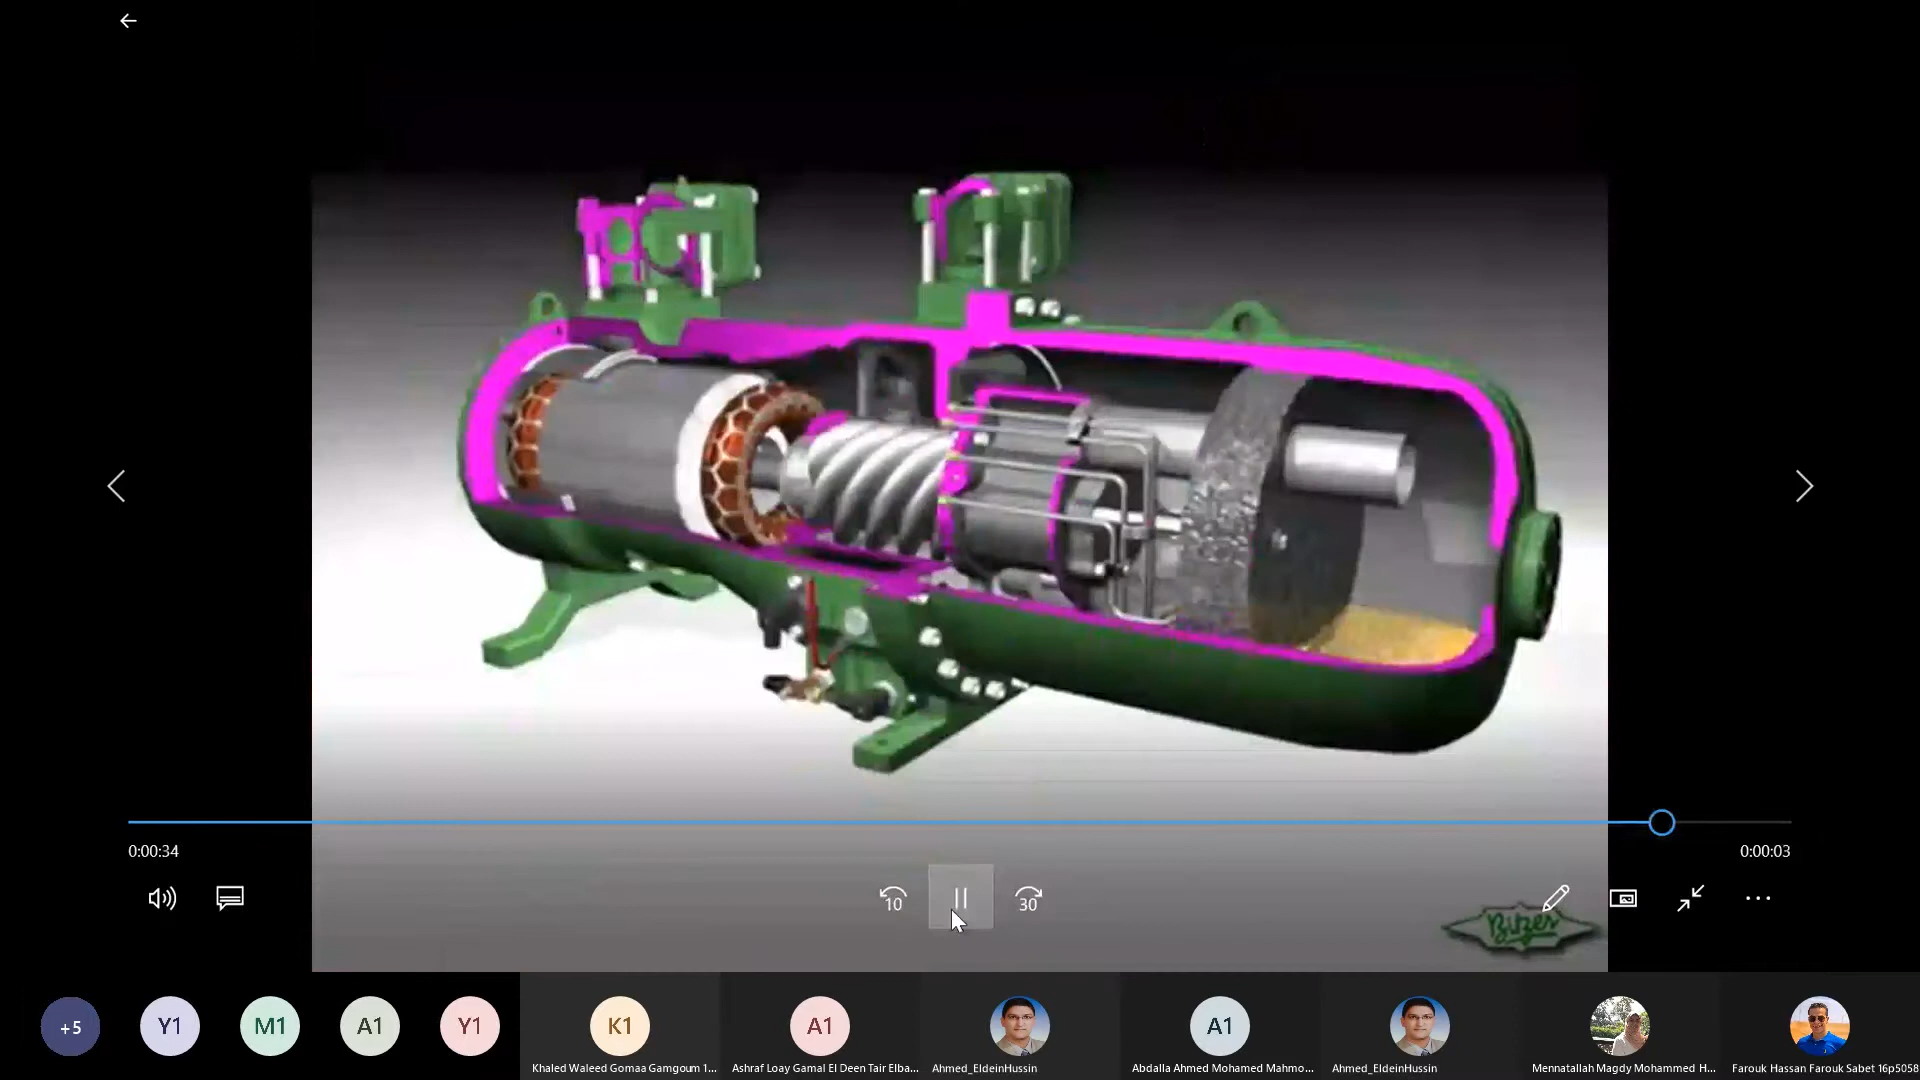 0:00:34
0:00:03
10
30
Bitzer
+5
Y1
M1
A1
Y1
K1
A1
A1
Khaled Waleed Gomaa Gamgoum 1...
Ashraf Loay Gamal El Deen Tair Elba...
Ahmed_EldeinHussin
Abdalla Ahmed Mohamed Mahmo...
Ahmed_EldeinHussin
Mennatallah Magdy Mohammed H...
Farouk Hassan Farouk Sabet 16p5058